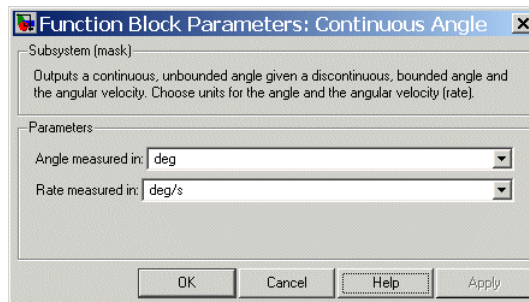 Function Block Parameters: Continuous Angle
Subsystem (mask)
Outputs a continuous, unbounded angle given a discontinuous, bounded angle and
the angular velocity. Choose units for the angle and the angular velocity (rate).
Parameters
Angle measured in: deg
Rate measured in: deg/s
OK Cancel Help Apply